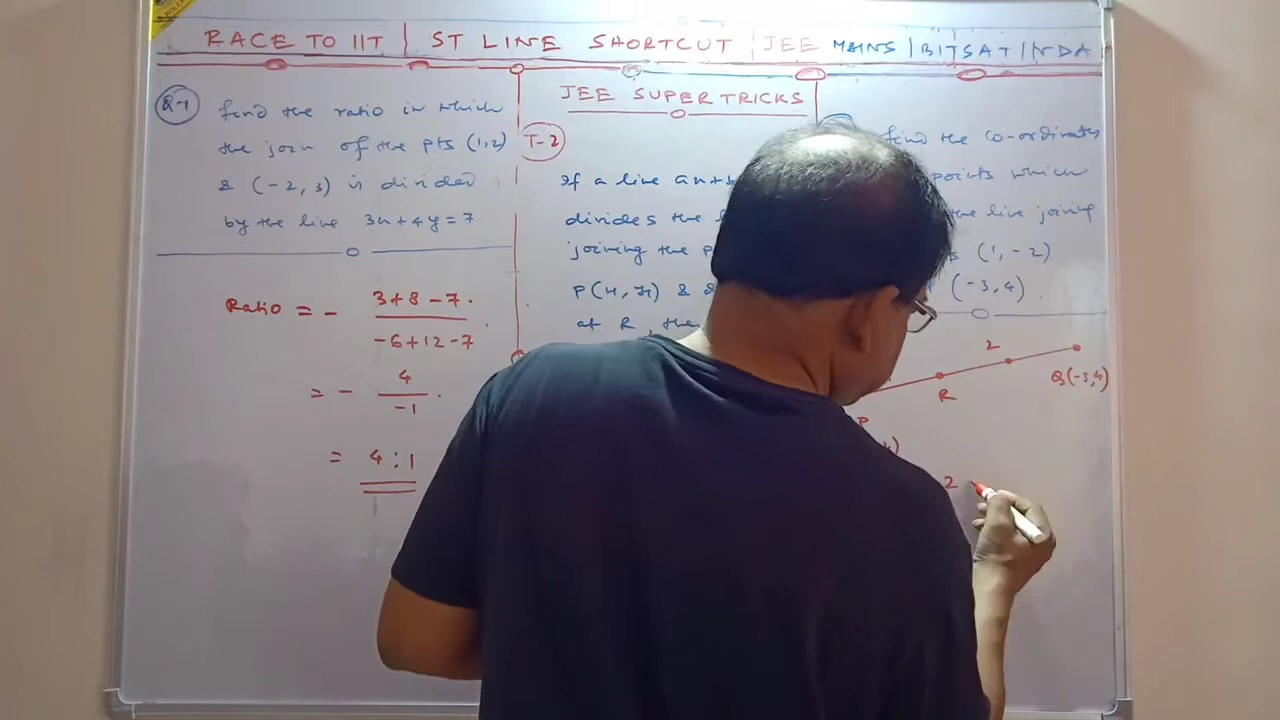 RACE TO IIT | ST LINE SHORTCUT | JEE MAINS | BITSAT | NDA
Q-1 find the ratio in which
the join of the pts (1,2)
& (-2, 3) is divided
by the line 3x+4y=7
Ratio = - 3+8-7
-6+12-7
= - 4
-1
= 4:1
JEE SUPER TRICKS
T-2
If a line ax+
divides the
joining the
P(x, y) &
at R, the
find the co-ordinates
points which
the line joining
(1, -2)
(-3, 4).
2
R
Q(-3,4)
P
2